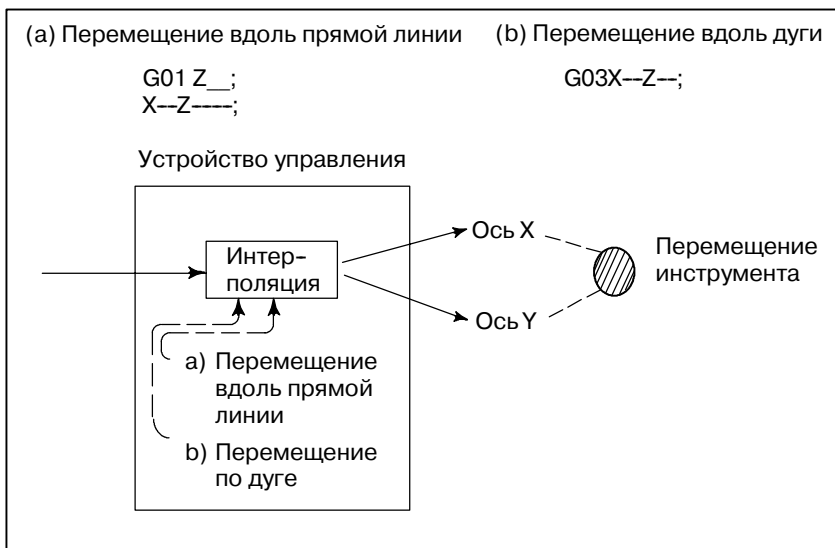 (a) Перемещение вдоль прямой линии
(b) Перемещение вдоль дуги
G01 Z__;
X--Z----;
G03X--Z--;
Устройство управления
Интер-
поляция
Ось X
Ось Y
Перемещение
инструмента
a) Перемещение
вдоль прямой
линии
b) Перемещение
по дуге